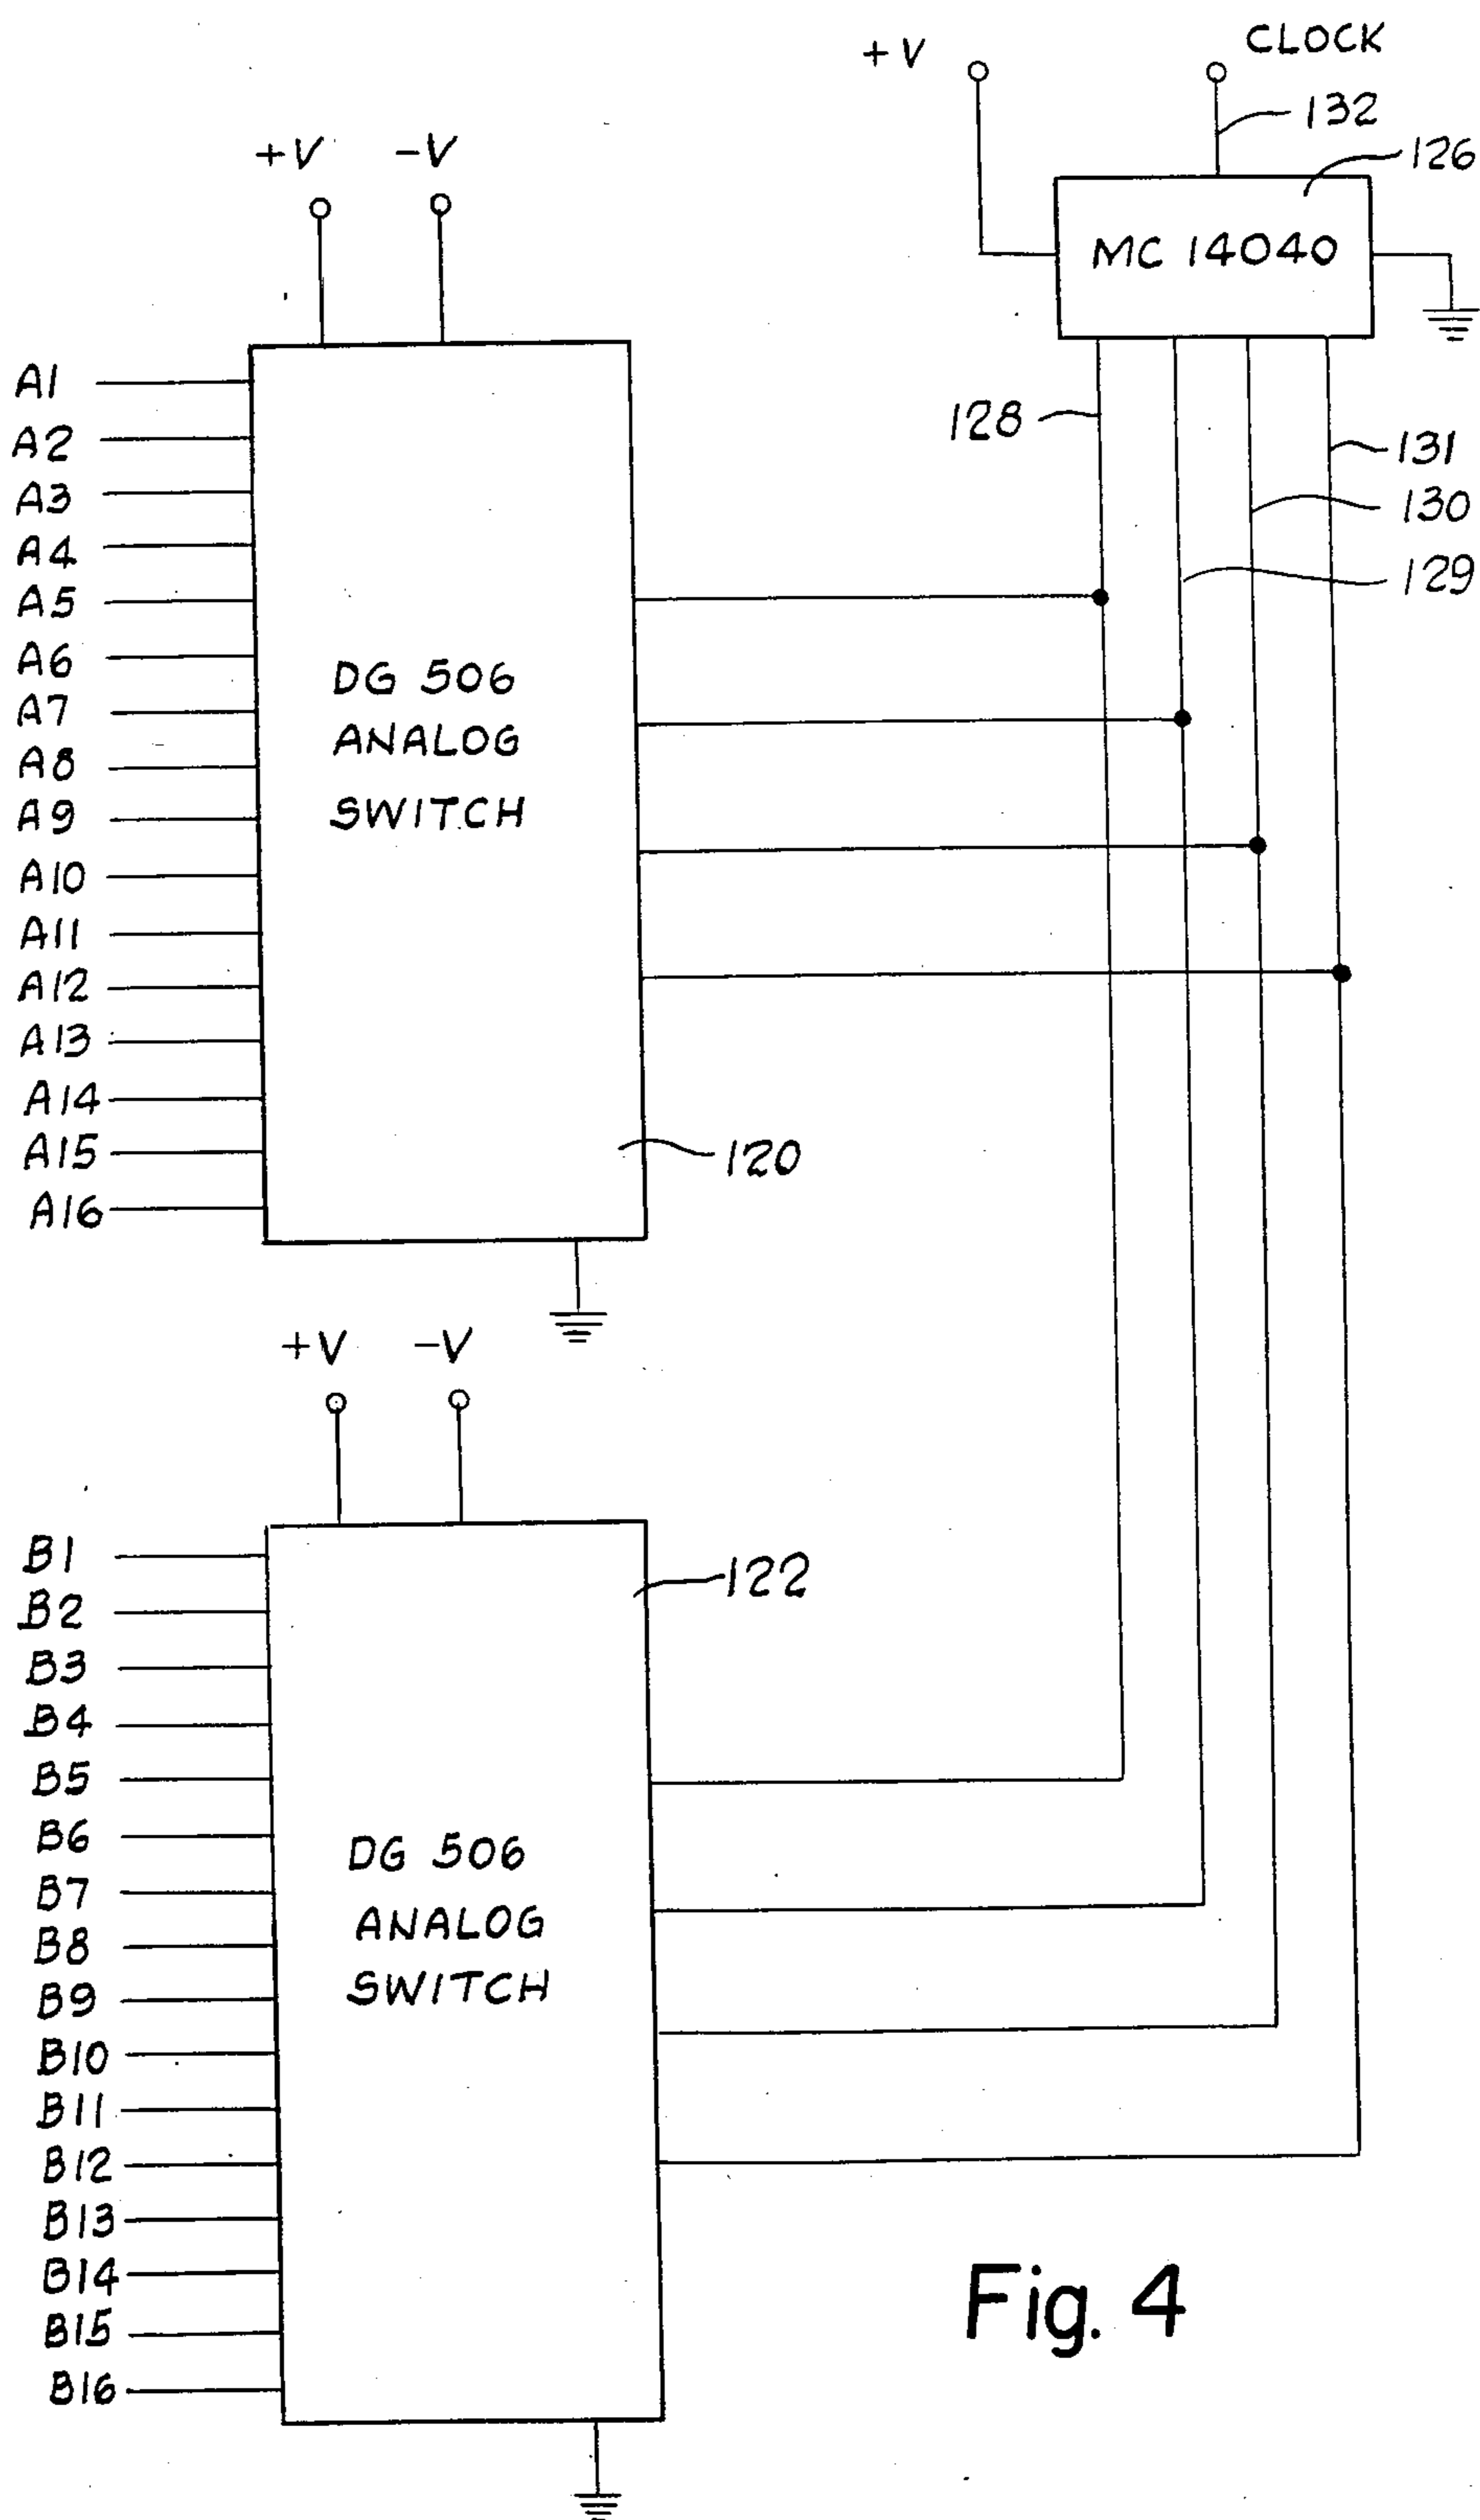 CLOCK
+V
132
+V -V
126
MC 14040
A1
128
A2
131
A3
130
A4
129
A5
A6
DG 506
A7
ANALOG
A8
SWITCH
A9
A10
A11
A12
A13
A14
A15
120
A16
+V -V
B1
122
B2
B3
B4
B5
B6
DG 506
B7
ANALOG
B8
SWITCH
B9
B10
B11
B12
B13
B14
Fig. 4
B15
B16